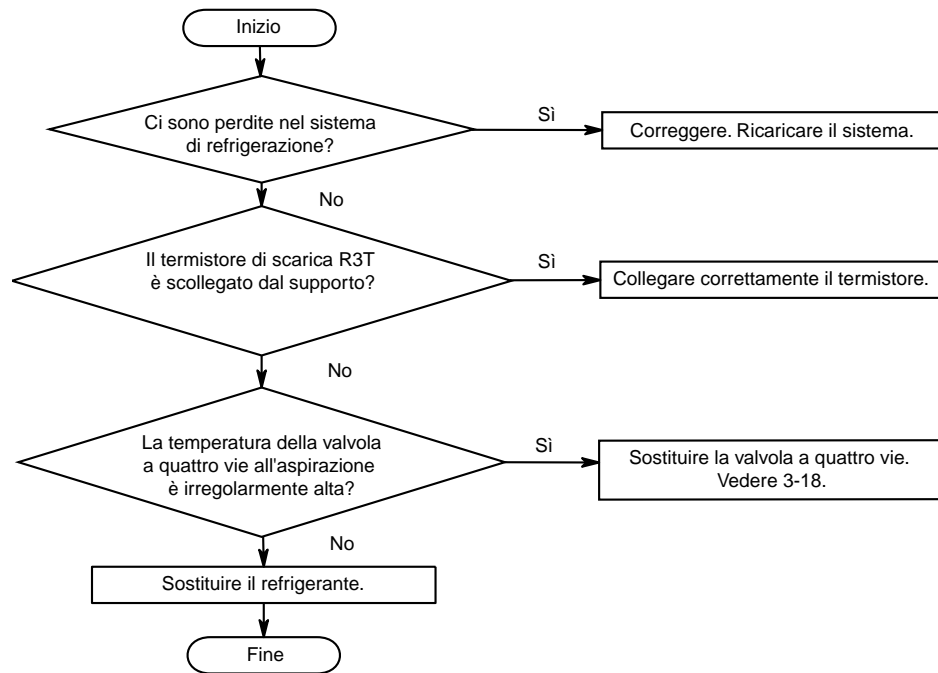 Inizio
Ci sono perdite nel sistema
di refrigerazione?
Sì
Correggere. Ricaricare il sistema.
No
Il termistore di scarica R3T
è scollegato dal supporto?
Sì
Collegare correttamente il termistore.
No
La temperatura della valvola
a quattro vie all'aspirazione
è irregolarmente alta?
Sì
Sostituire la valvola a quattro vie.
Vedere 3-18.
No
Sostituire il refrigerante.
Fine